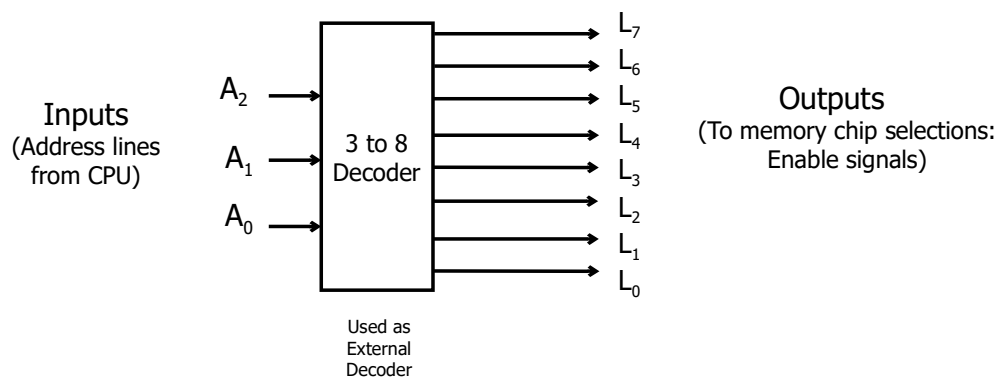 Inputs
(Address lines
from CPU)
A2
A1
A0
3 to 8
Decoder
L7
L6
L5
L4
L3
L2
L1
L0
Outputs
(To memory chip selections:
Enable signals)
Used as
External
Decoder